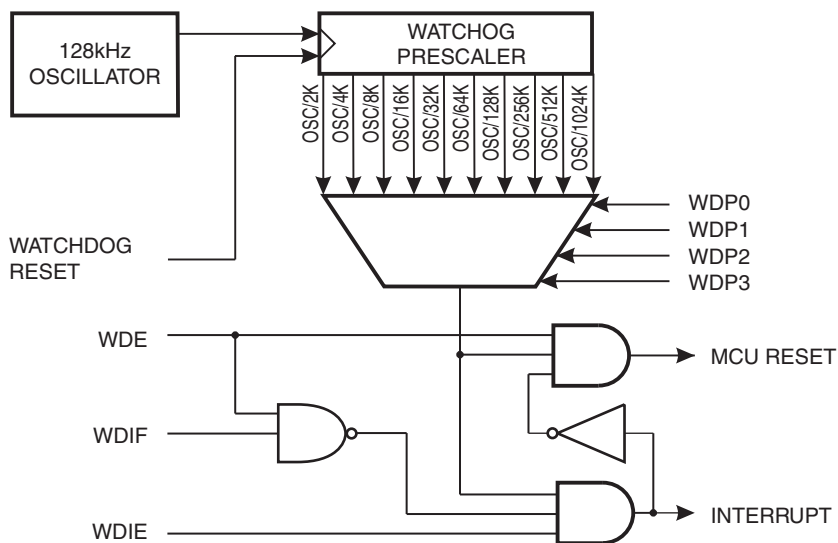 128kHz
OSCILLATOR
WATCHOG
PRESCALER
OSC/2K
OSC/4K
OSC/8K
OSC/16K
OSC/32K
OSC/64K
OSC/128K
OSC/256K
OSC/512K
OSC/1024K
WDP0
WDP1
WDP2
WDP3
WATCHDOG
RESET
WDE
MCU RESET
WDIF
INTERRUPT
WDIE